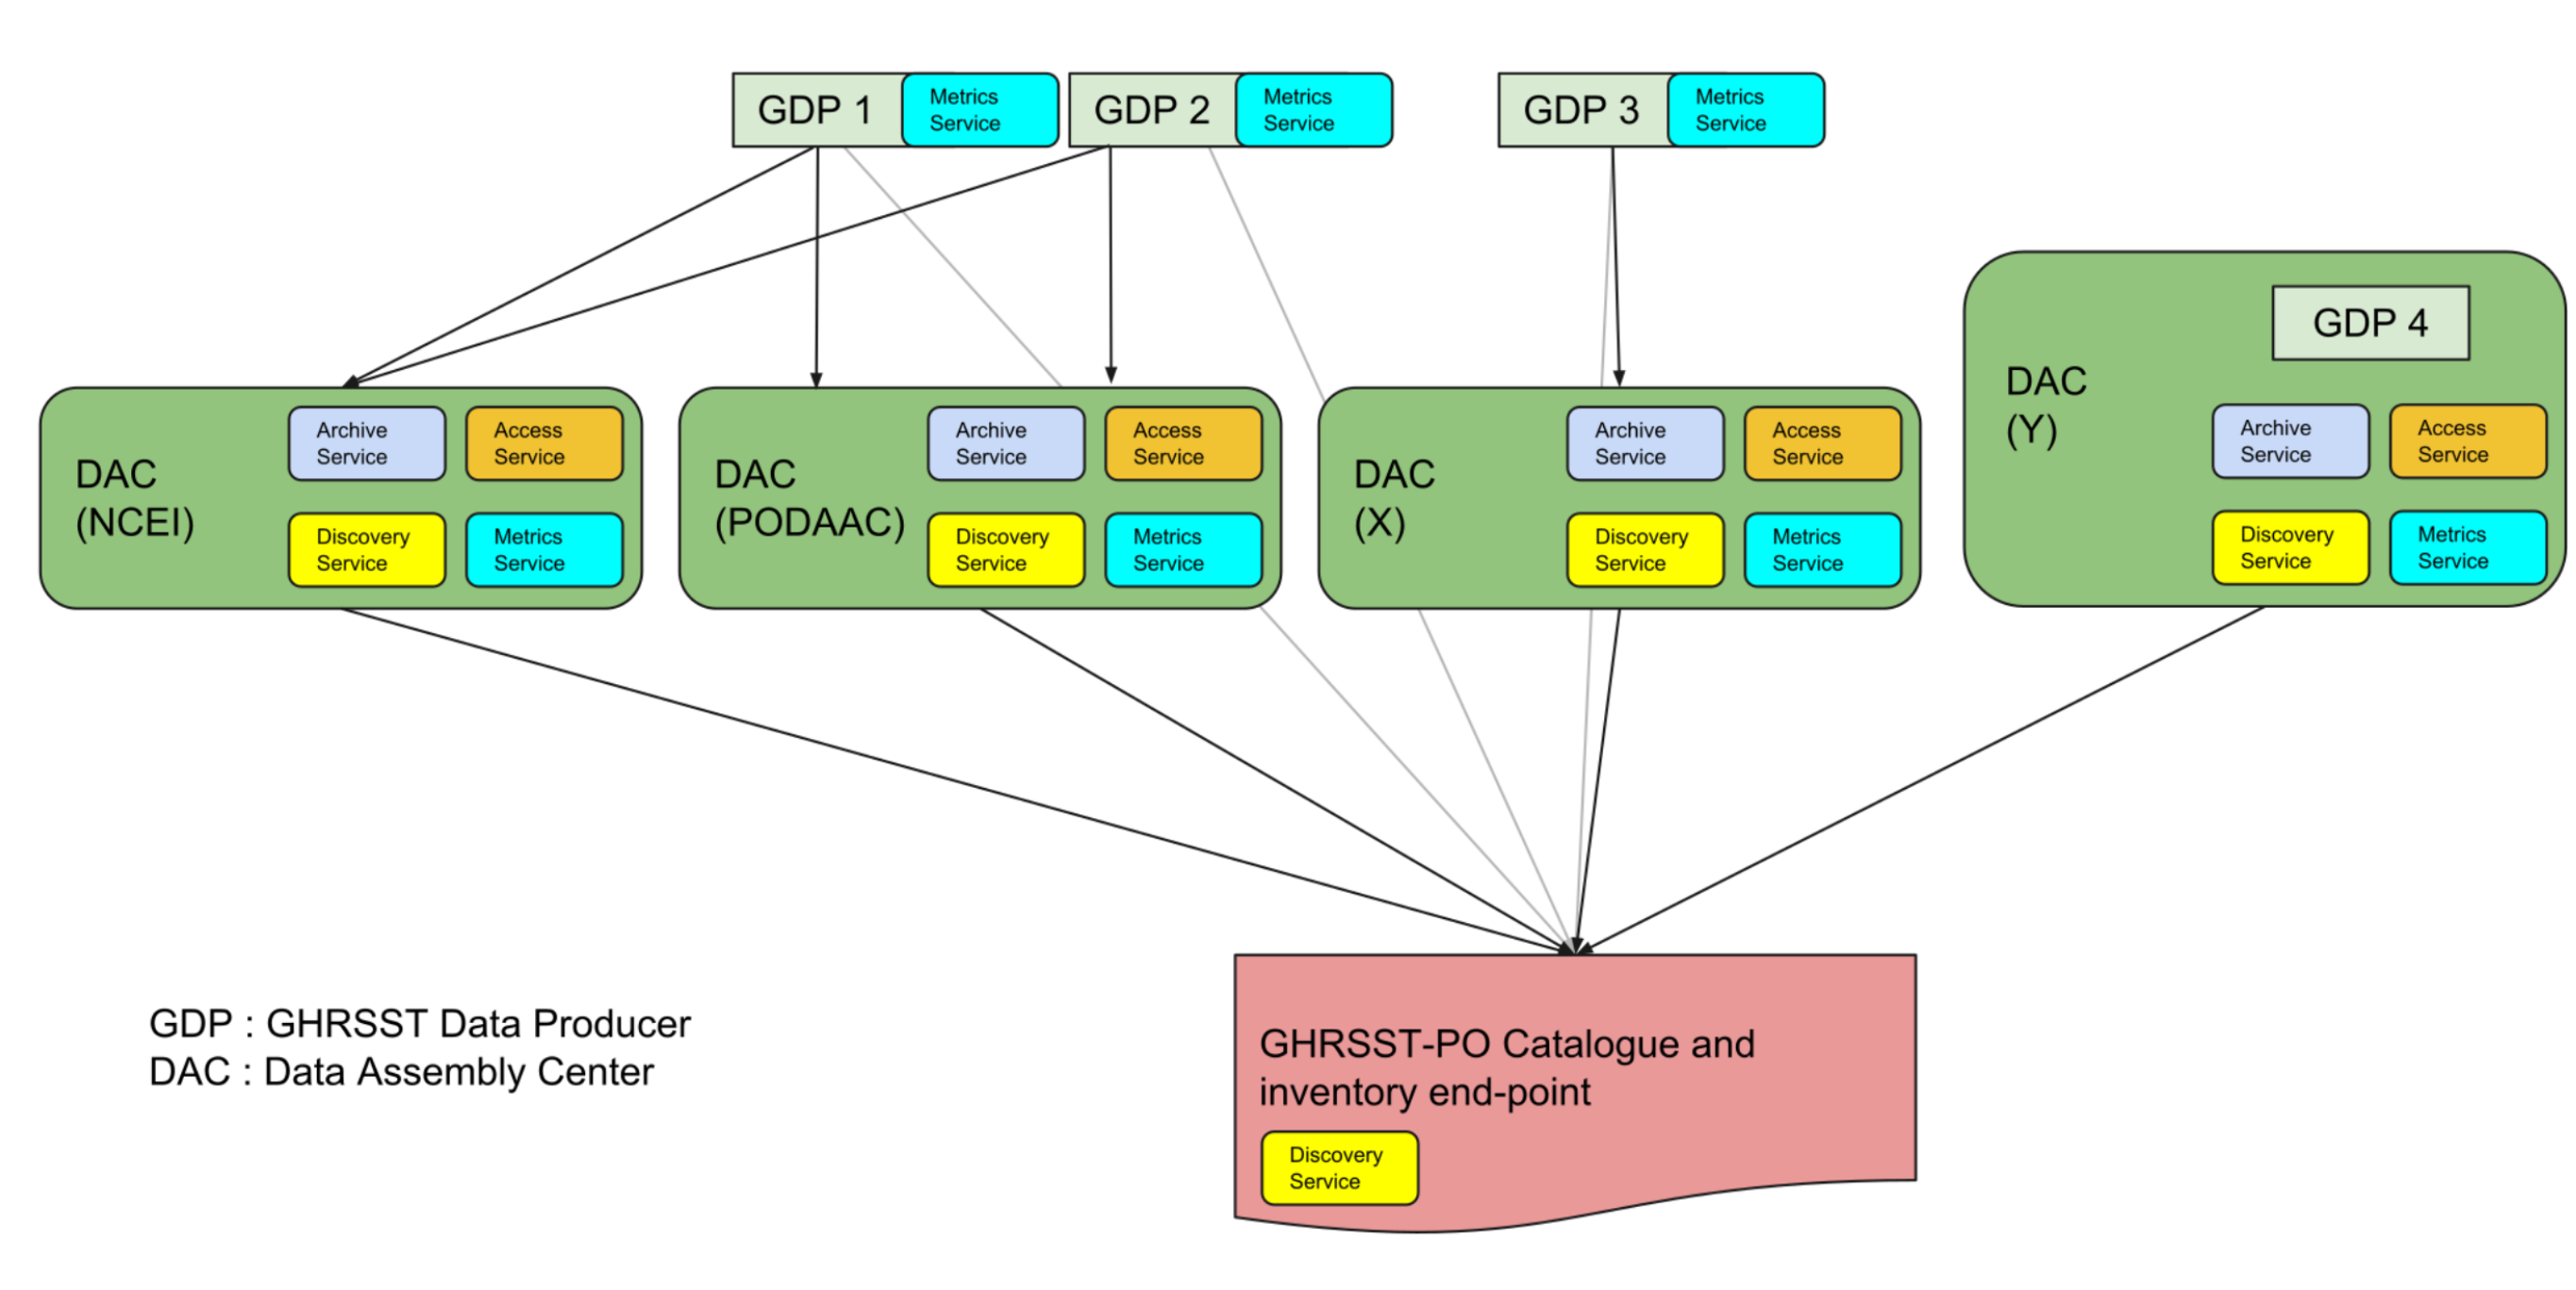 GDP 1
Metrics
Service
GDP 2
Metrics
Service
GDP 3
Metrics
Service
DAC
(NCEI)
Archive
Service
Access
Service
Discovery
Service
Metrics
Service
DAC
(PODAAC)
Archive
Service
Access
Service
Discovery
Service
Metrics
Service
DAC
(X)
Archive
Service
Access
Service
Discovery
Service
Metrics
Service
GDP 4
DAC
(Y)
Archive
Service
Access
Service
Discovery
Service
Metrics
Service
GDP : GHRSST Data Producer
DAC : Data Assembly Center
GHRSST-PO Catalogue and
inventory end-point
Discovery
Service